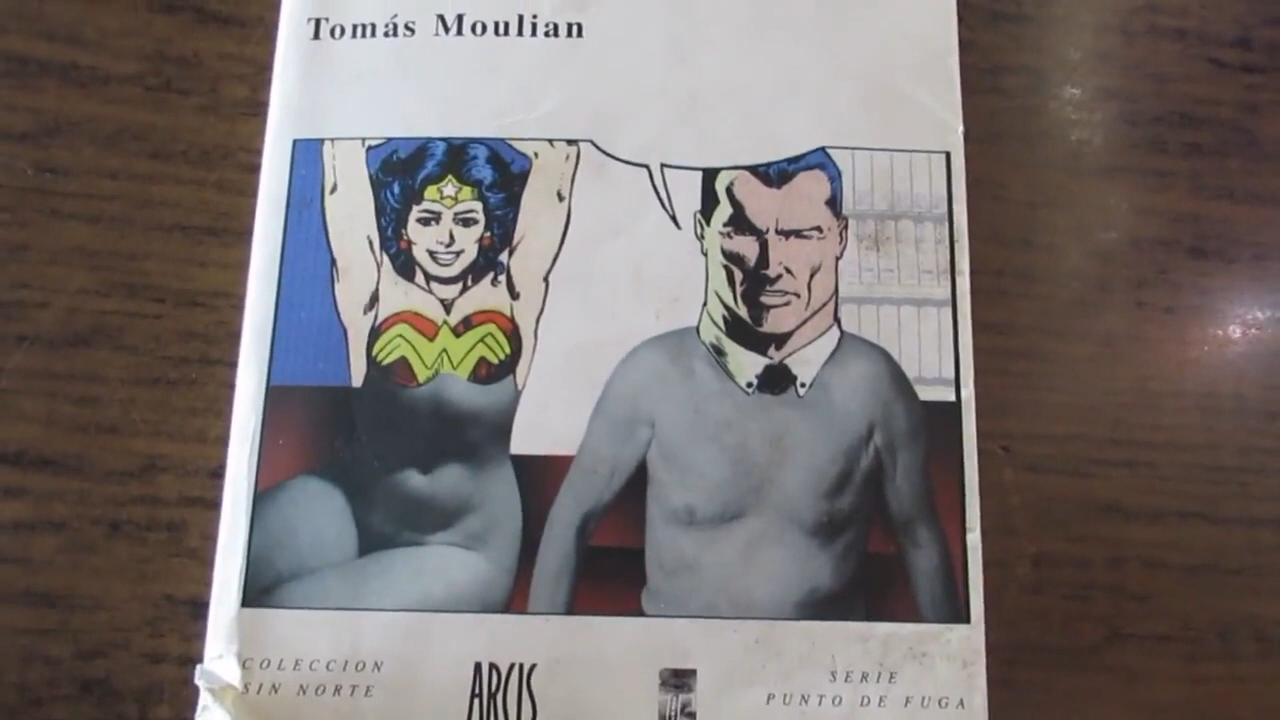 Tomás Moulian
COLECCION
SIN NORTE
ARCIS
SERIE
PUNTO DE FUGA